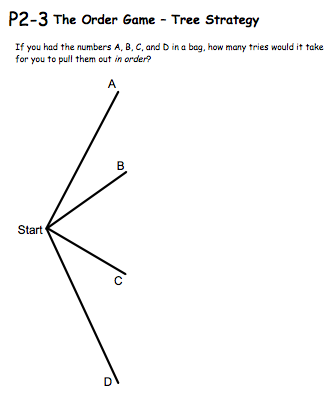 P2-3 The Order Game - Tree Strategy
If you had the numbers A, B, C, and D in a bag, how many tries would it take
for you to pull them out in order?
A
B
Start
C
D